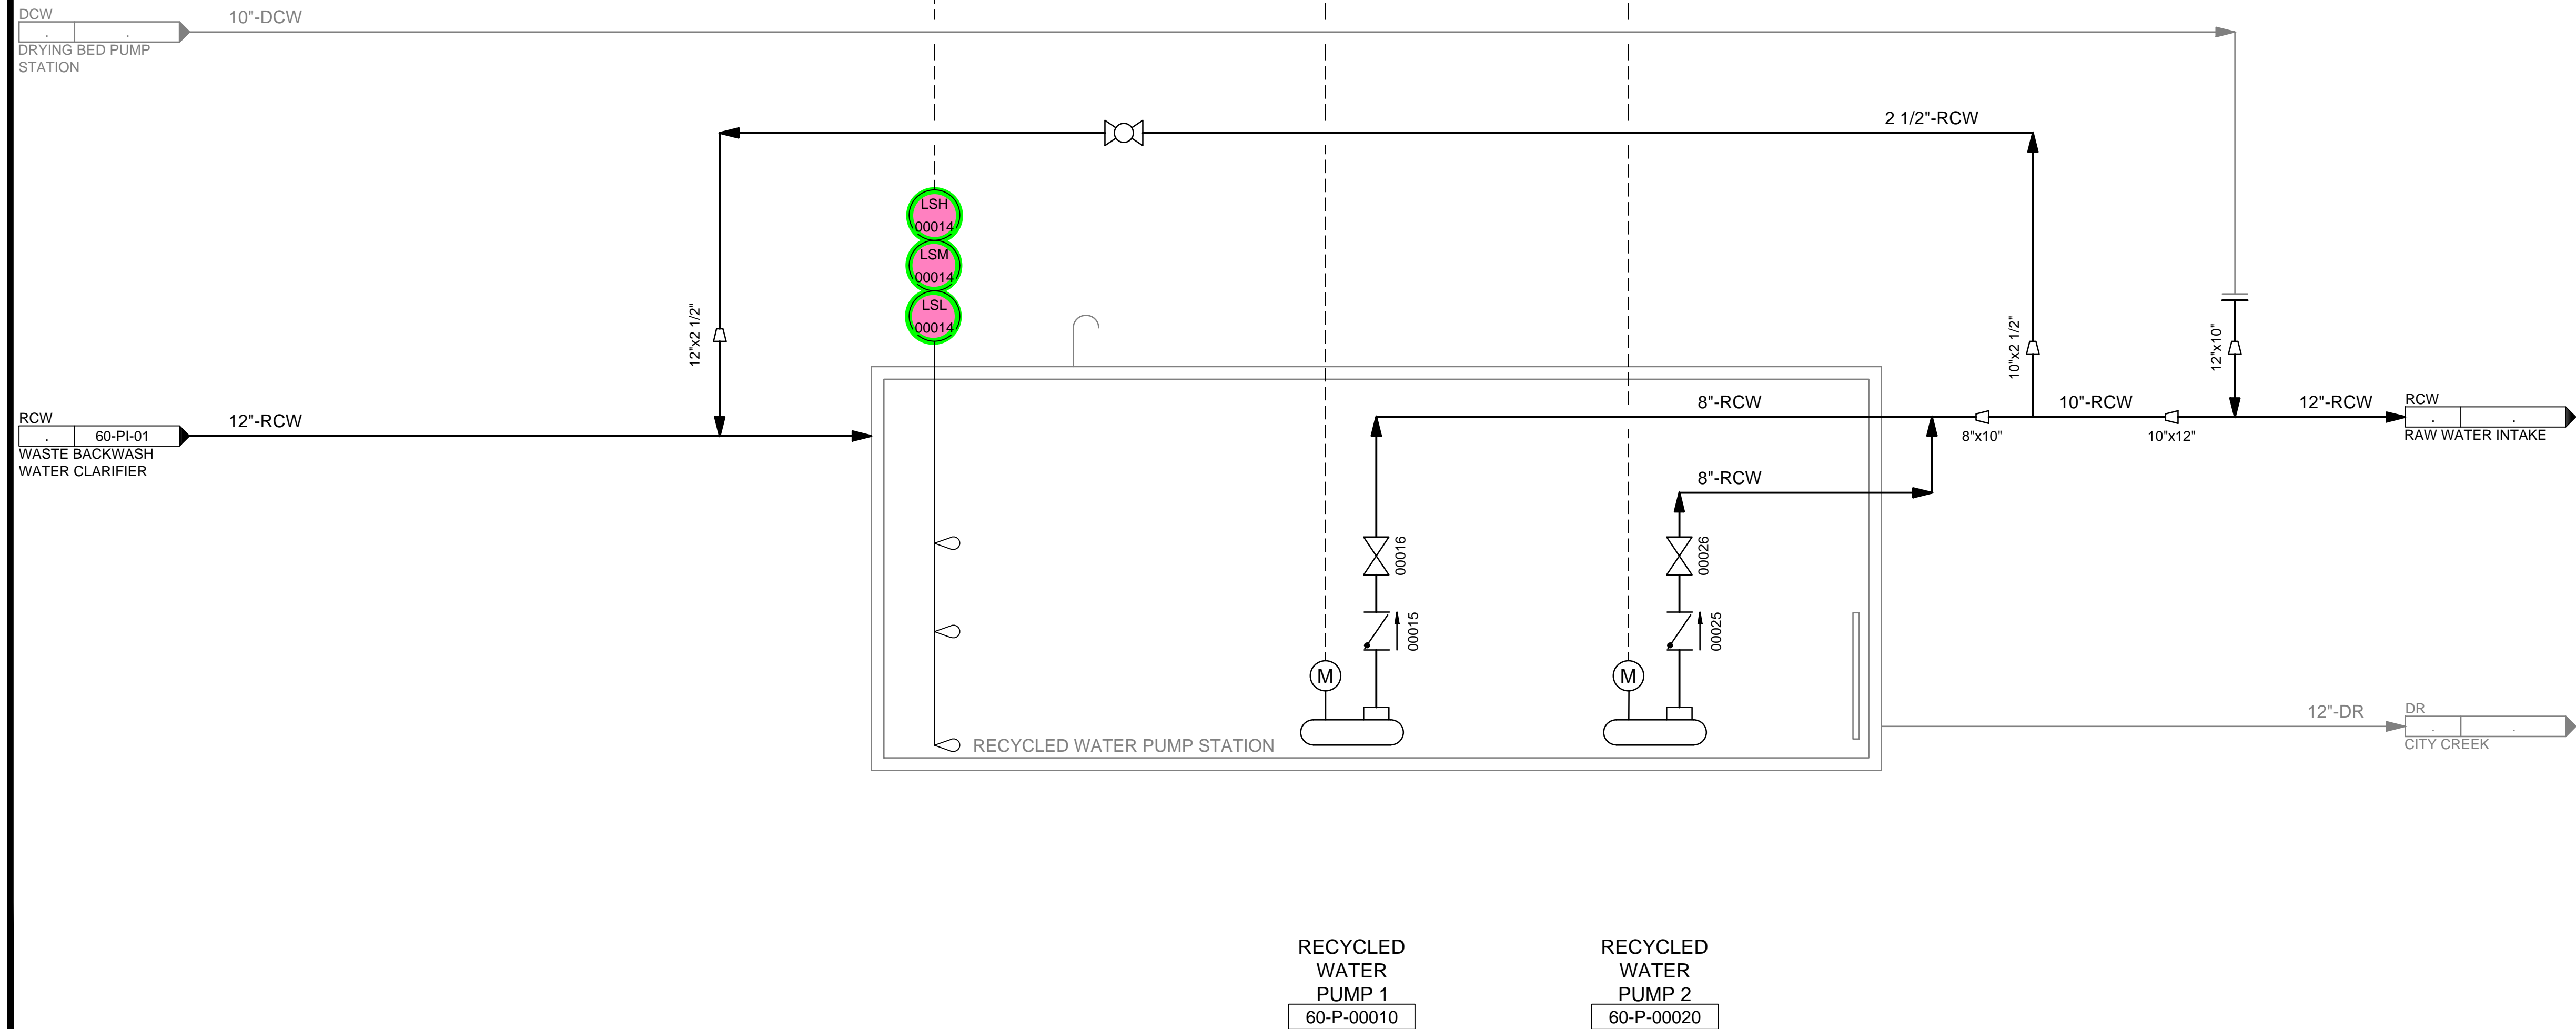 DCW
10"-DCW
. .
DRYING BED PUMP
STATION
2 1/2"-RCW
LSH
00014
LSM
00014
LSL
00014
12"x2 1/2"
10"x2 1/2"
12"x10"
RCW
. 60-PI-01
WASTE BACKWASH
WATER CLARIFIER
12"-RCW
8"-RCW
8"x10"
10"-RCW
10"x12"
12"-RCW
RCW
. .
RAW WATER INTAKE
8"-RCW
00016
00026
00015
00025
M
M
RECYCLED WATER PUMP STATION
12"-DR
DR
. .
CITY CREEK
RECYCLED
WATER
PUMP 1
60-P-00010
RECYCLED
WATER
PUMP 2
60-P-00020